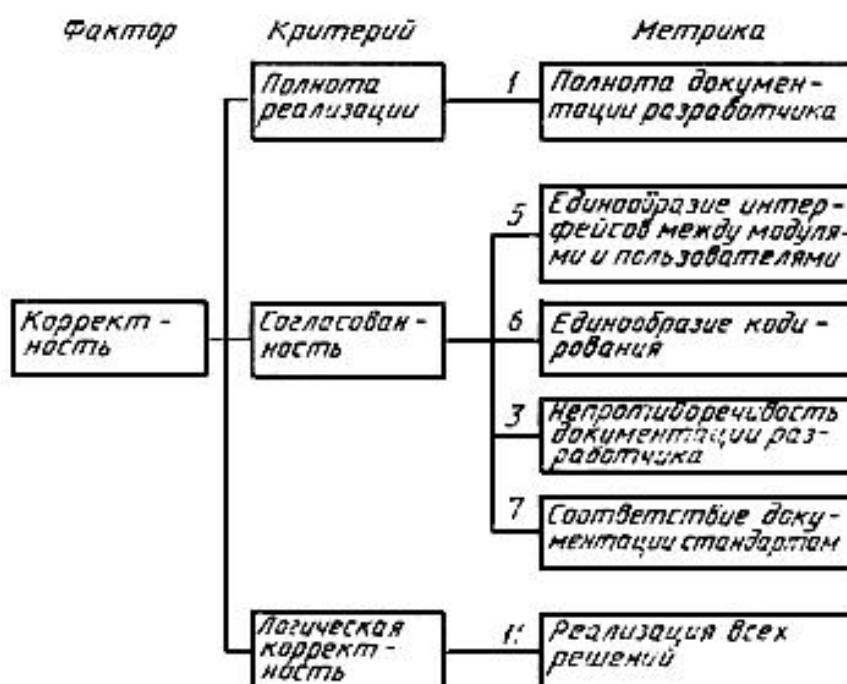 Фактор Критерий Метрика
Полнота
реализации
1
Полнота докумен-
тации разработчика
5
Единообразие интер-
фейсов между модуля-
ми и пользователями
Коррект-
ность
Согласован-
ность
6
Единообразие коди-
рования
3
Непротиворечивость
документации раз-
работчика
7
Соответствие доку-
ментации стандартам
Логическая
коррект-
ность
Реализация всех
решений